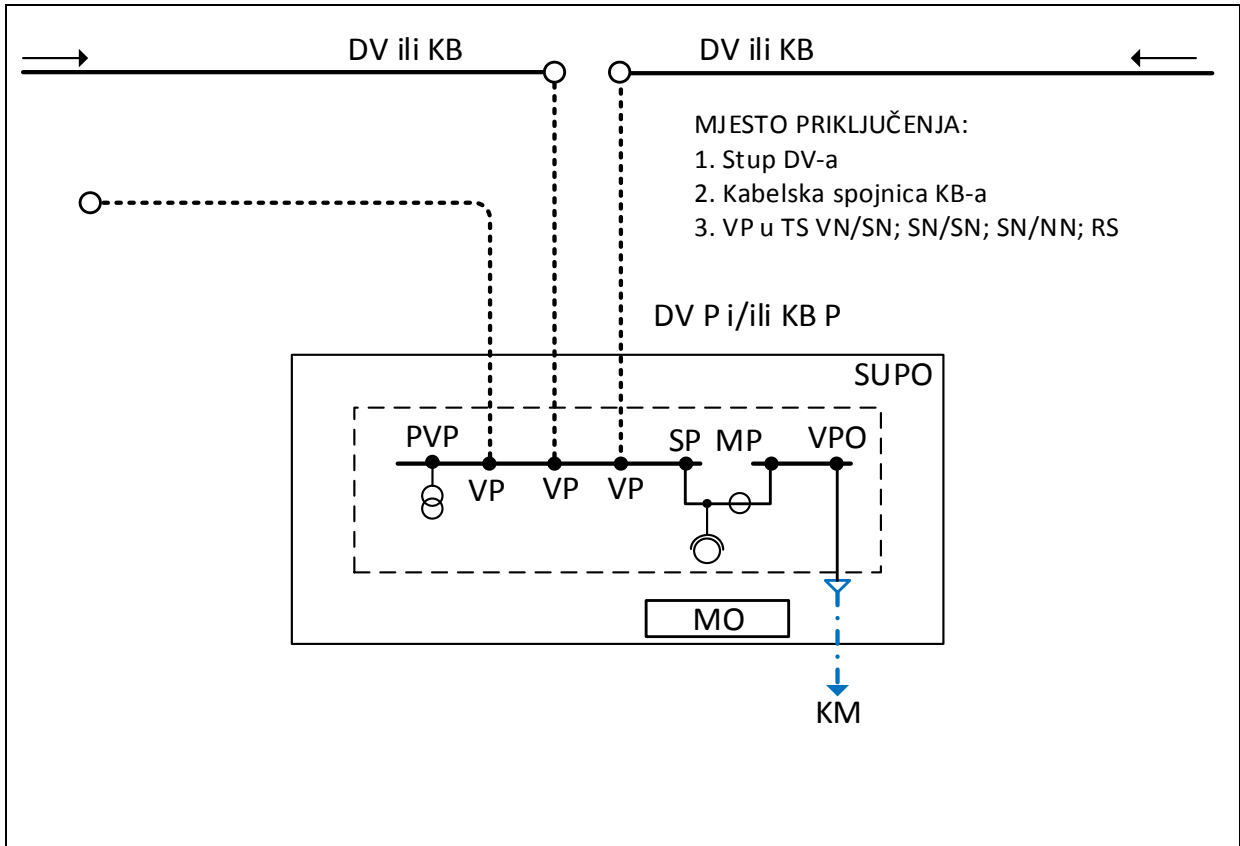 DV ili KB
DV ili KB
MJESTO PRIKLJUČENJA:
1. Stup DV-a
2. Kabelska spojnica KB-a
3. VP u TS VN/SN; SN/SN; SN/NN; RS
DV P i/ili KB P
SUPO
PVP
SP
MP
VPO
VP
VP
VP
MO
KM